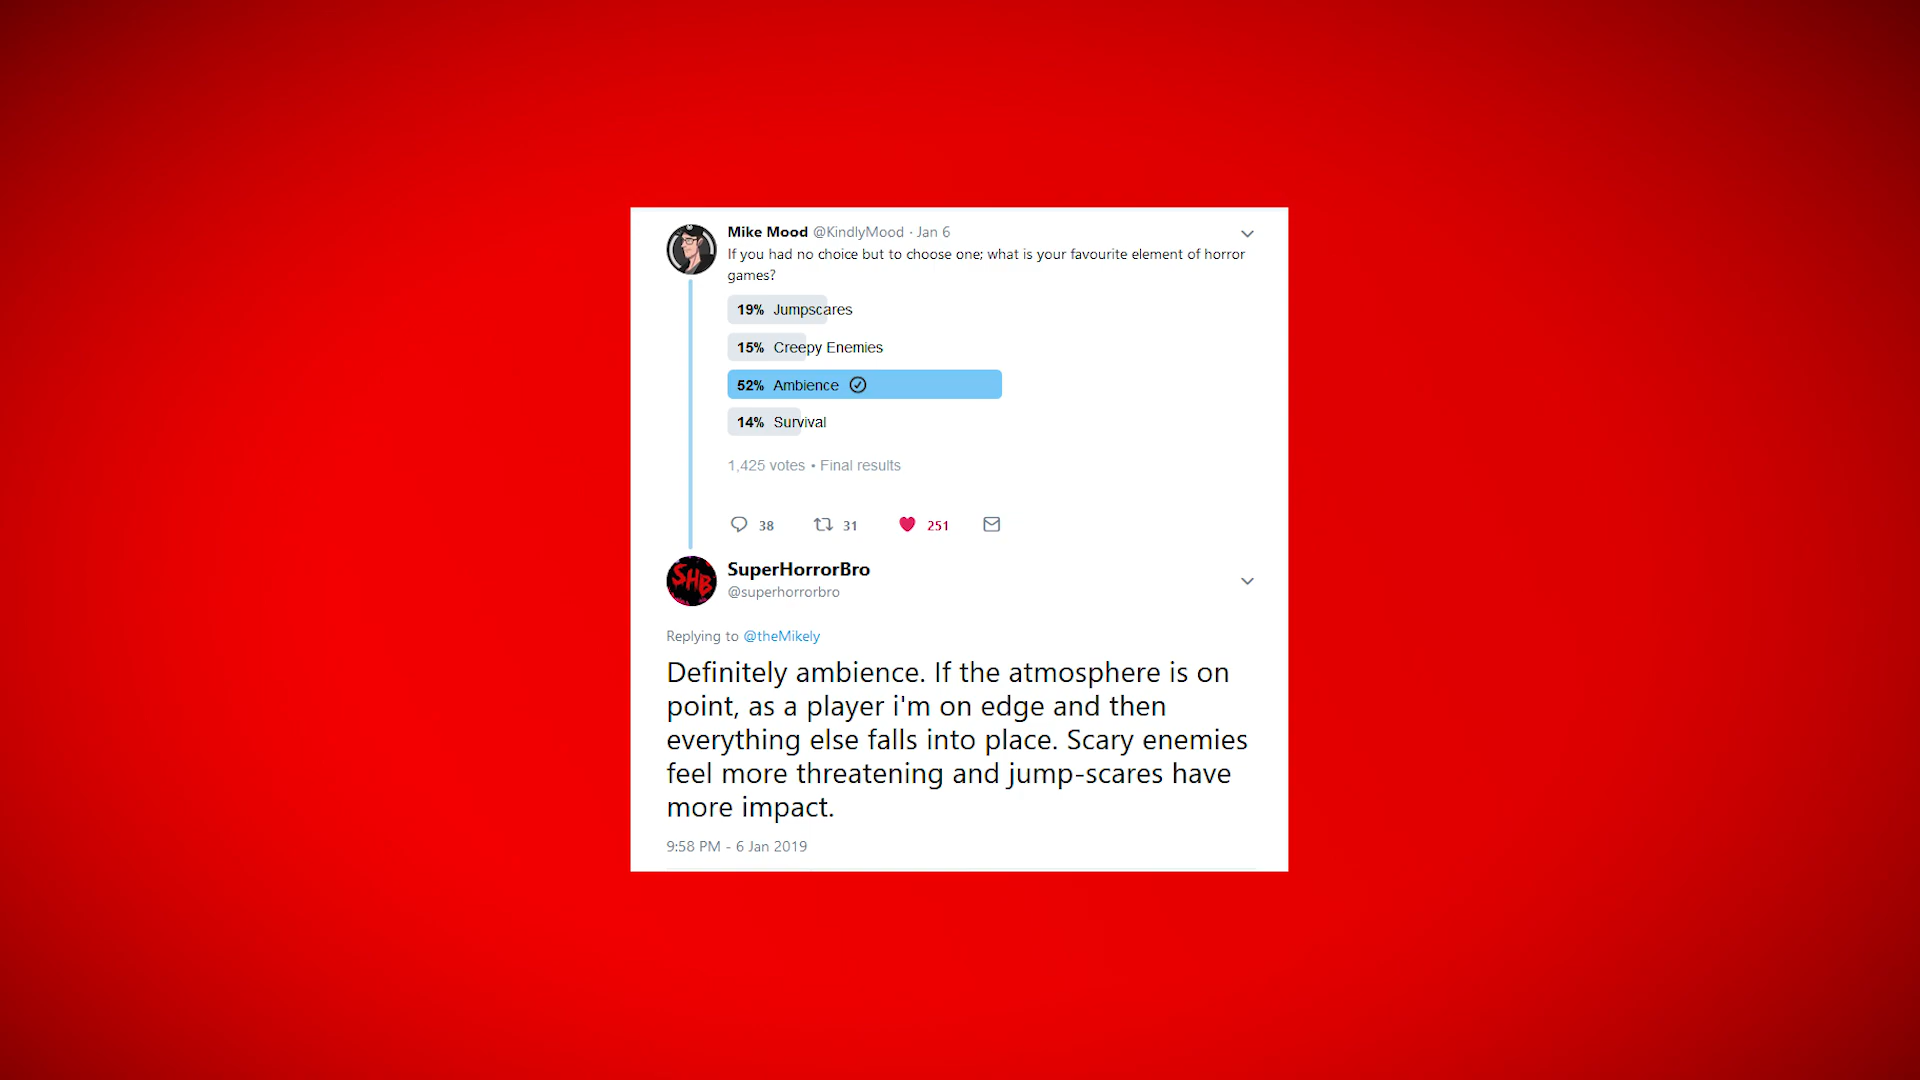 Mike Mood @KindlyMood · Jan 6
If you had no choice but to choose one; what is your favourite element of horror
games?
19% Jumpscares
15% Creepy Enemies
52% Ambience
14% Survival
1,425 votes • Final results
38 31 251
SHB
SuperHorrorBro
@superhorrorbro
Replying to @theMikely
Definitely ambience. If the atmosphere is on
point, as a player i'm on edge and then
everything else falls into place. Scary enemies
feel more threatening and jump-scares have
more impact.
9:58 PM - 6 Jan 2019